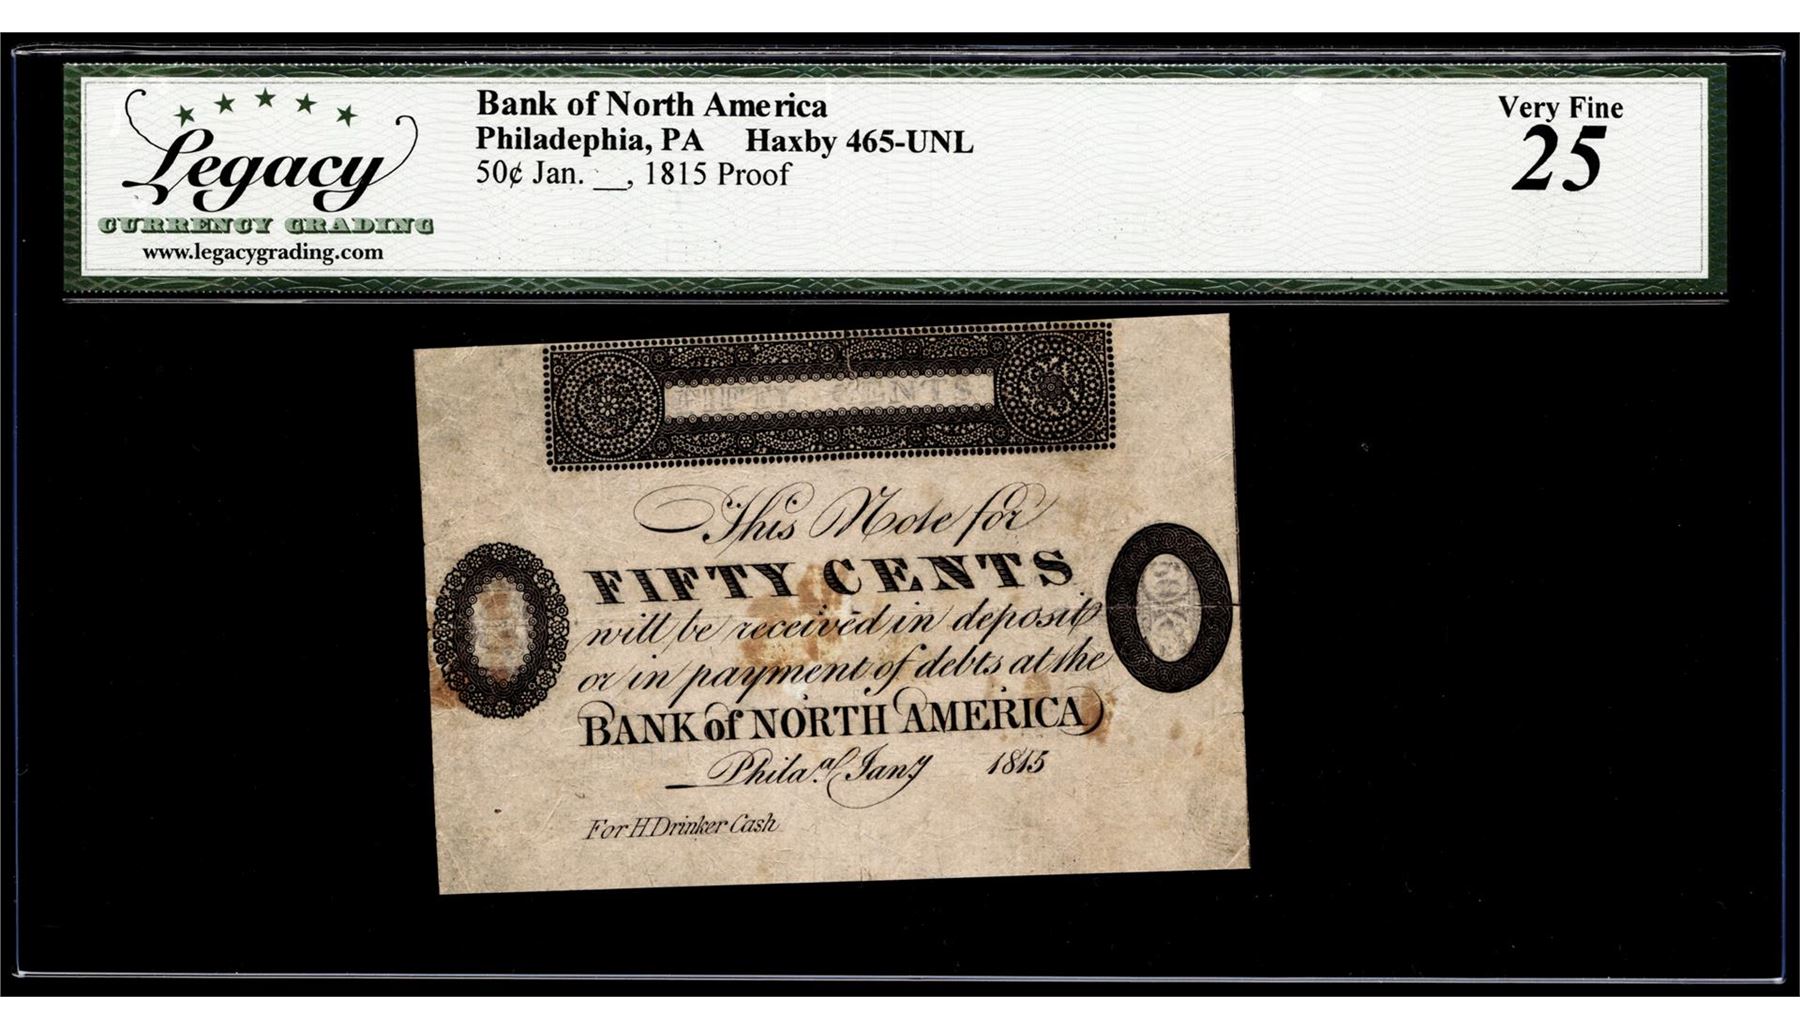 Legacy
CURRENCY GRADING
www.legacygrading.com
Bank of North America
Philadephia, PA Haxby 465-UNL
50¢ Jan. __, 1815 Proof
Very Fine
25
FIFTY CENTS
This Note for
FIFTY CENTS
will be received in deposit
or in payment of debts at the
BANK of NORTH AMERICA
Philaᵃ. Janʸ 1815
For H. Drinker Cash
50